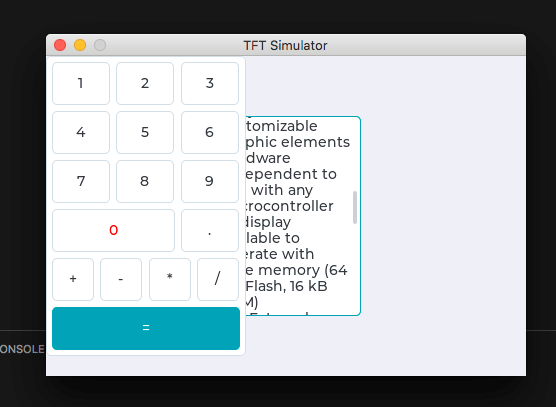 TFT Simulator
1 2 3
4 5 6
7 8 9
0 .
+ - * /
=
tomizable
phic elements
dware
ependent to
with any
crocontroller
display
lable to
erate with
e memory (64
Flash, 16 kB
M)
ONSOLE